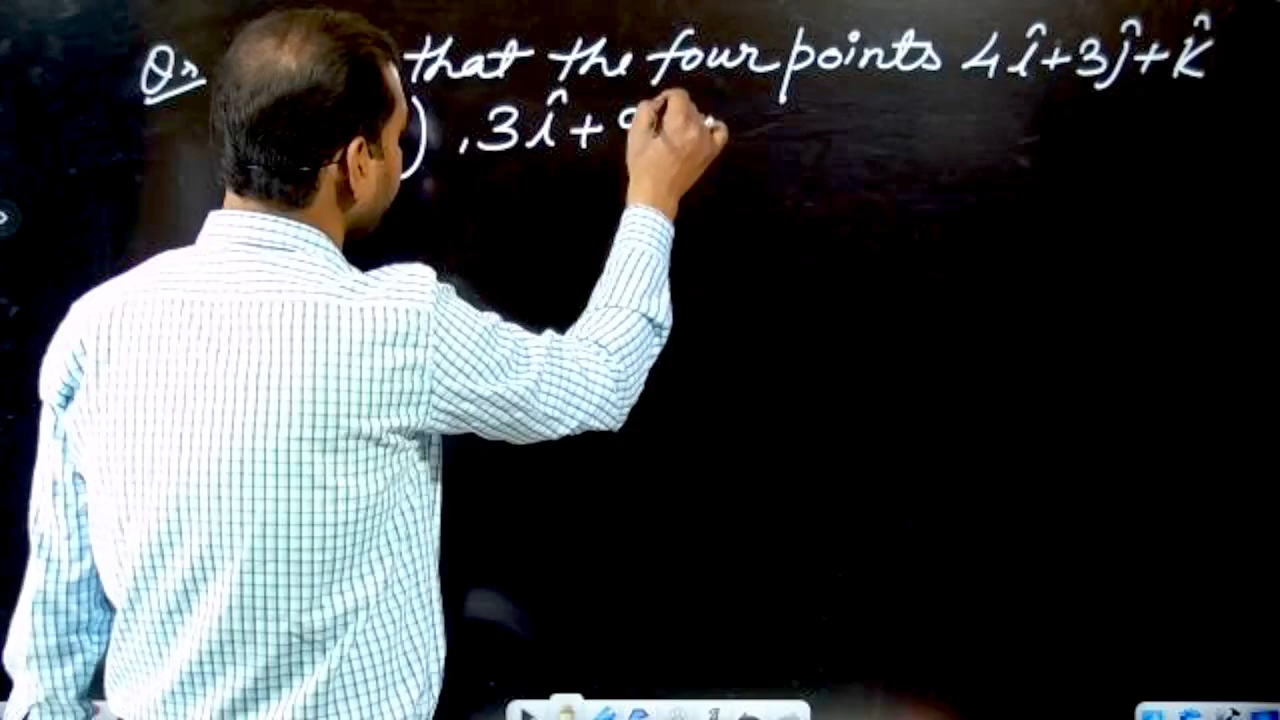 Qn that the four points 4î+3ĵ+k̂
) ,3î+